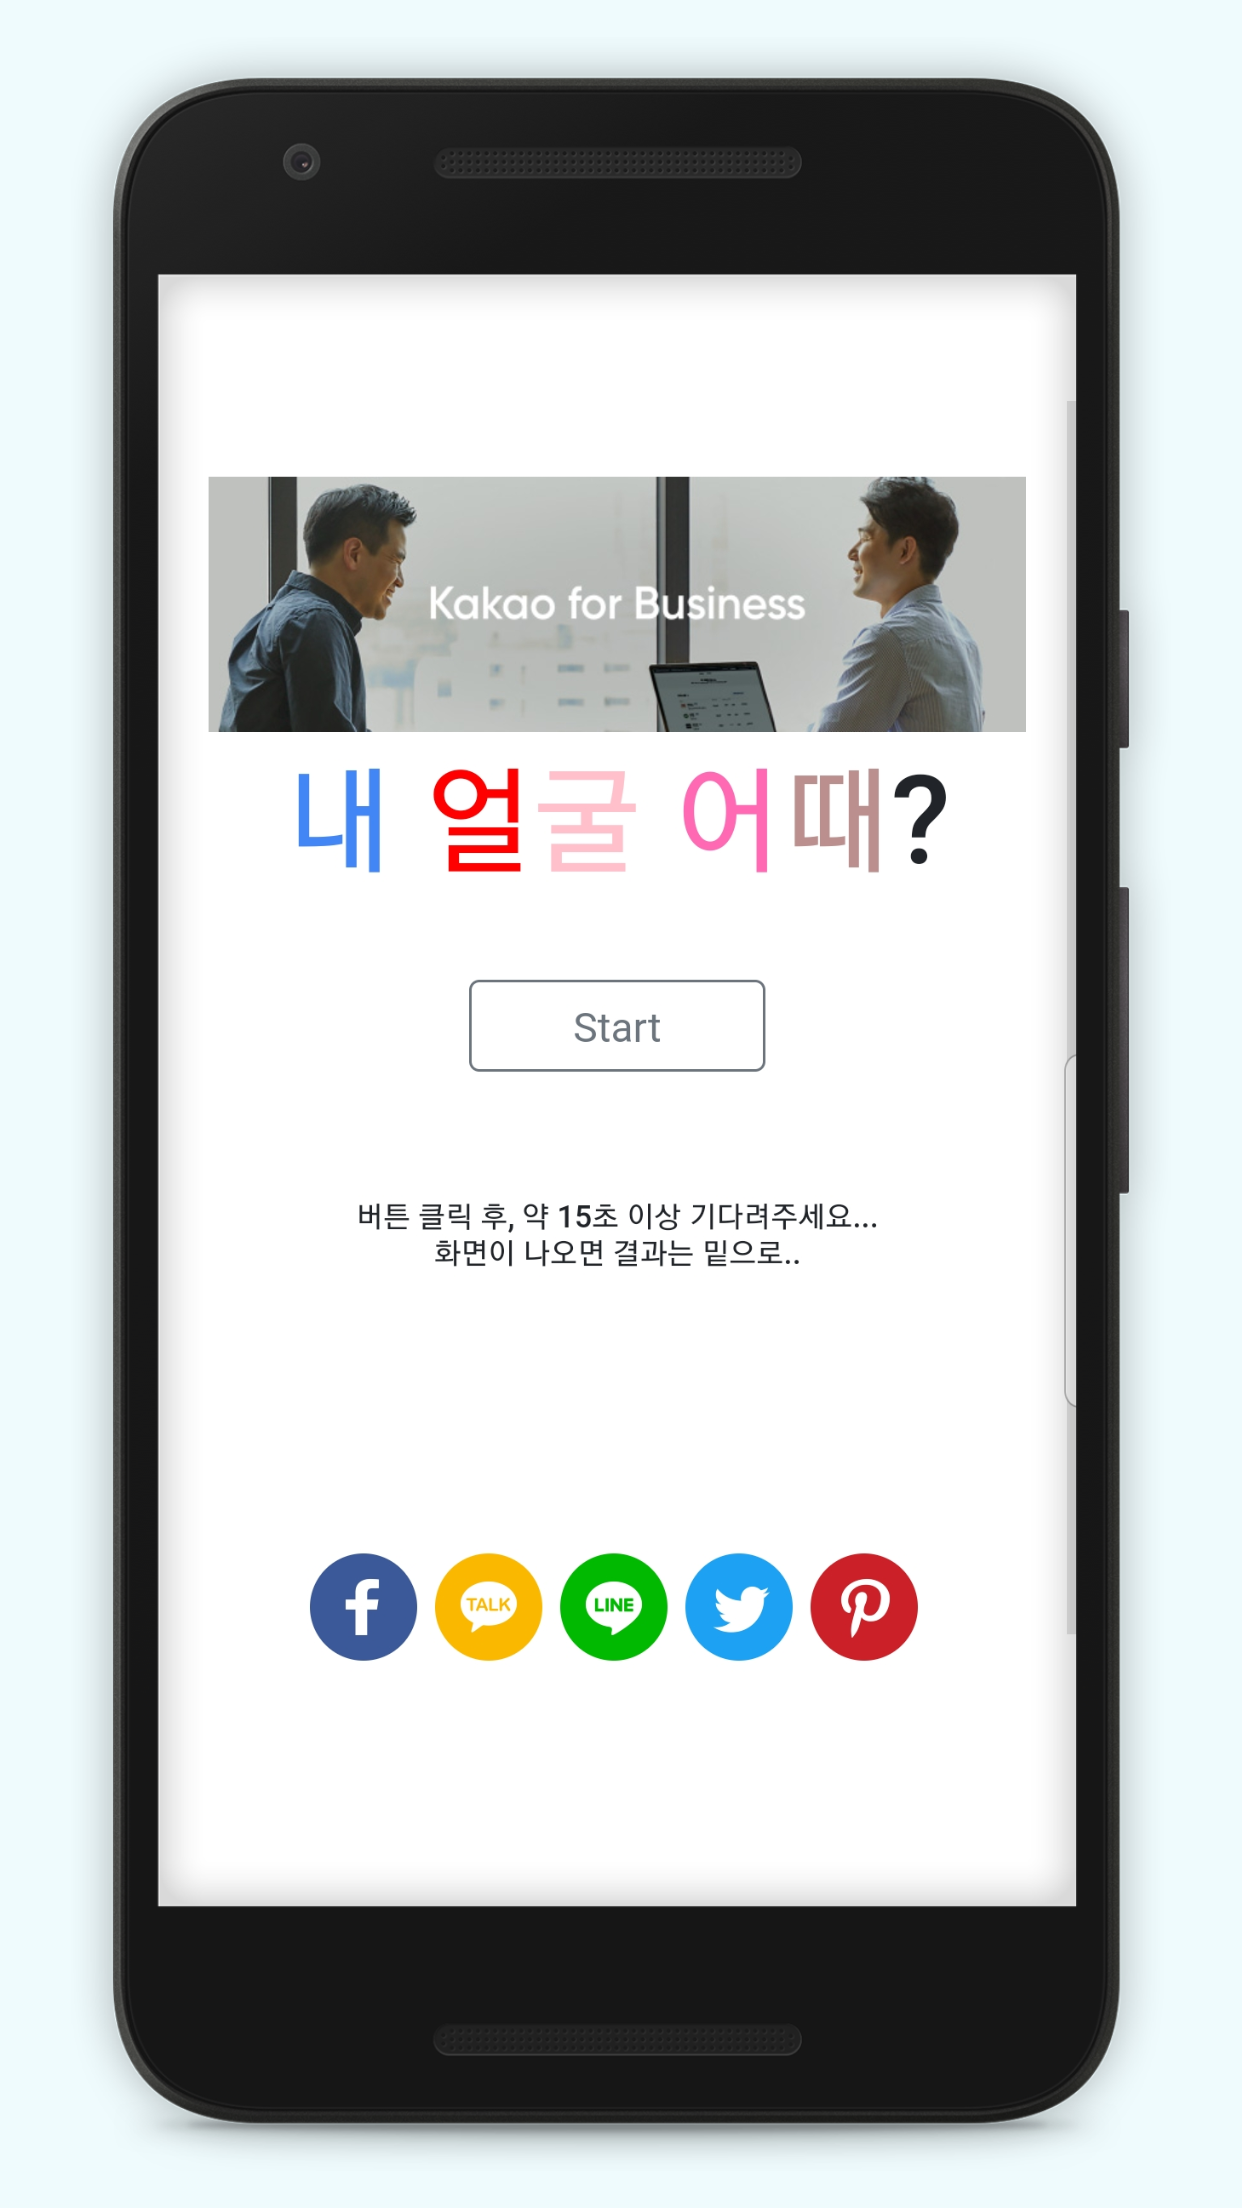 Kakao for Business
내 얼굴 어때?
Start
버튼 클릭 후, 약 15초 이상 기다려주세요...
화면이 나오면 결과는 밑으로..
f TALK LINE